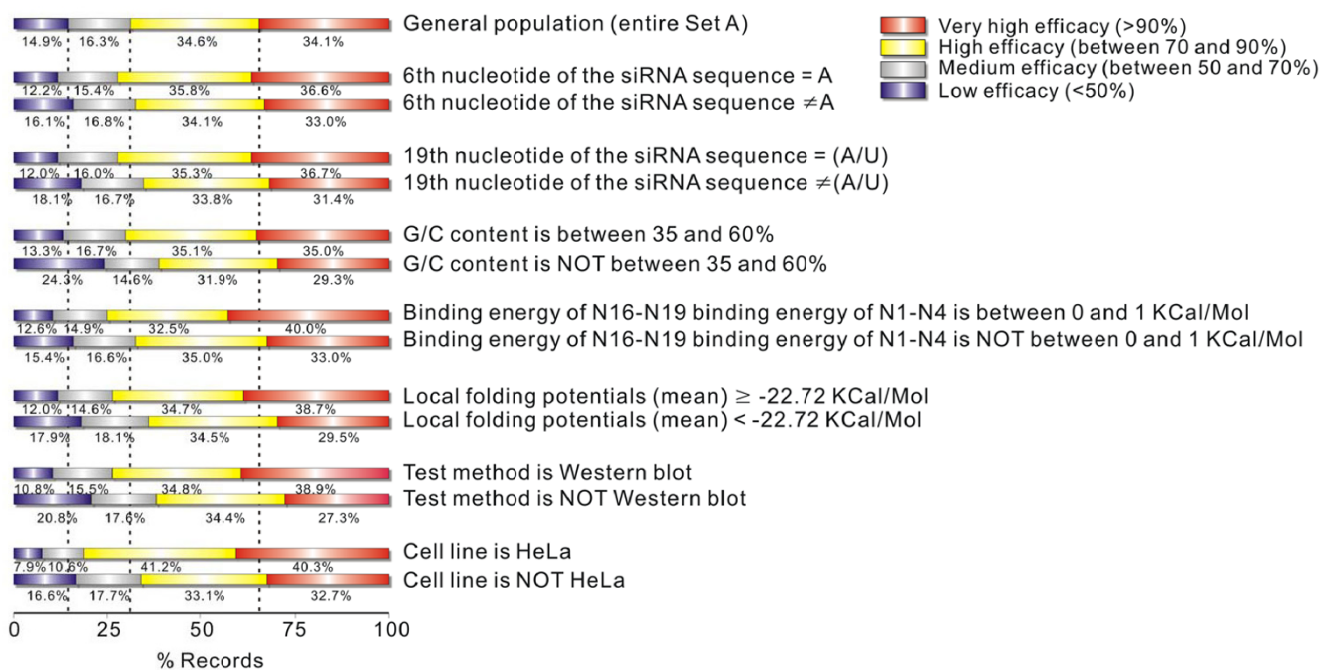 General population (entire Set A)
14.9% 16.3% 34.6% 34.1%
6th nucleotide of the siRNA sequence = A
12.2% 15.4% 35.8% 36.6%
6th nucleotide of the siRNA sequence ≠A
16.1% 16.8% 34.1% 33.0%
19th nucleotide of the siRNA sequence = (A/U)
12.0% 16.0% 35.3% 36.7%
19th nucleotide of the siRNA sequence ≠(A/U)
18.1% 16.7% 33.8% 31.4%
G/C content is between 35 and 60%
13.3% 16.7% 35.1% 35.0%
G/C content is NOT between 35 and 60%
24.3% 14.6% 31.9% 29.3%
Binding energy of N16-N19 binding energy of N1-N4 is between 0 and 1 KCal/Mol
12.6% 14.9% 32.5% 40.0%
Binding energy of N16-N19 binding energy of N1-N4 is NOT between 0 and 1 KCal/Mol
15.4% 16.6% 35.0% 33.0%
Local folding potentials (mean) ≥ -22.72 KCal/Mol
12.0% 14.6% 34.7% 38.7%
Local folding potentials (mean) < -22.72 KCal/Mol
17.9% 18.1% 34.5% 29.5%
Test method is Western blot
10.8% 15.5% 34.8% 38.9%
Test method is NOT Western blot
20.8% 17.6% 34.4% 27.3%
Cell line is HeLa
7.9% 10.6% 41.2% 40.3%
Cell line is NOT HeLa
16.6% 17.7% 33.1% 32.7%
0 25 50 75 100
% Records
Very high efficacy (>90%)
High efficacy (between 70 and 90%)
Medium efficacy (between 50 and 70%)
Low efficacy (<50%)